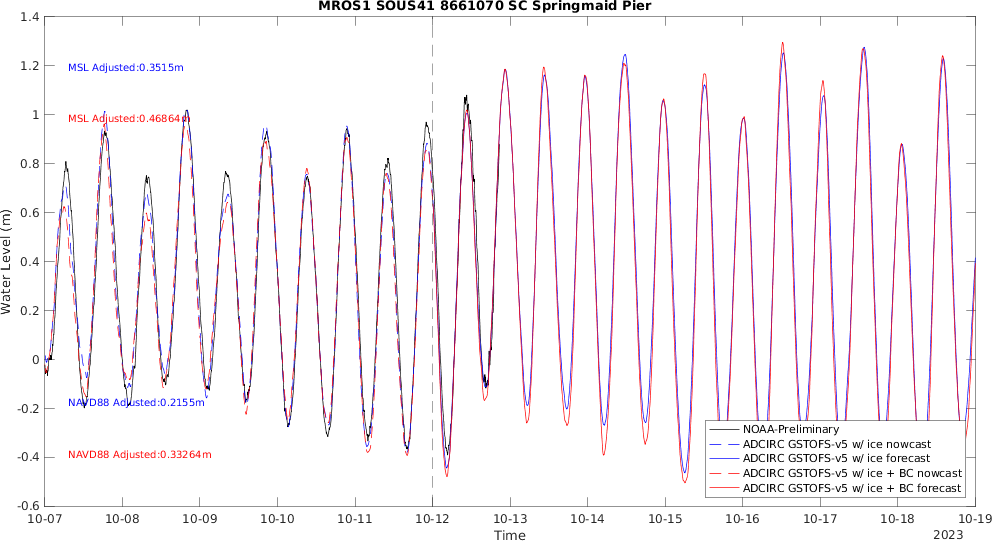 MROS1 SOUS41 8661070 SC Springmaid Pier
1.4
1.2
1
0.8
0.6
0.4
0.2
0
-0.2
-0.4
-0.6
Water Level (m)
MSL Adjusted:0.3515m
MSL Adjusted:0.46864m
NAVD88 Adjusted:0.2155m
NAVD88 Adjusted:0.33264m
NOAA-Preliminary
ADCIRC GSTOFS-v5 w/ ice nowcast
ADCIRC GSTOFS-v5 w/ ice forecast
ADCIRC GSTOFS-v5 w/ ice + BC nowcast
ADCIRC GSTOFS-v5 w/ ice + BC forecast
10-07 10-08 10-09 10-10 10-11 10-12 10-13 10-14 10-15 10-16 10-17 10-18 10-19
Time
2023